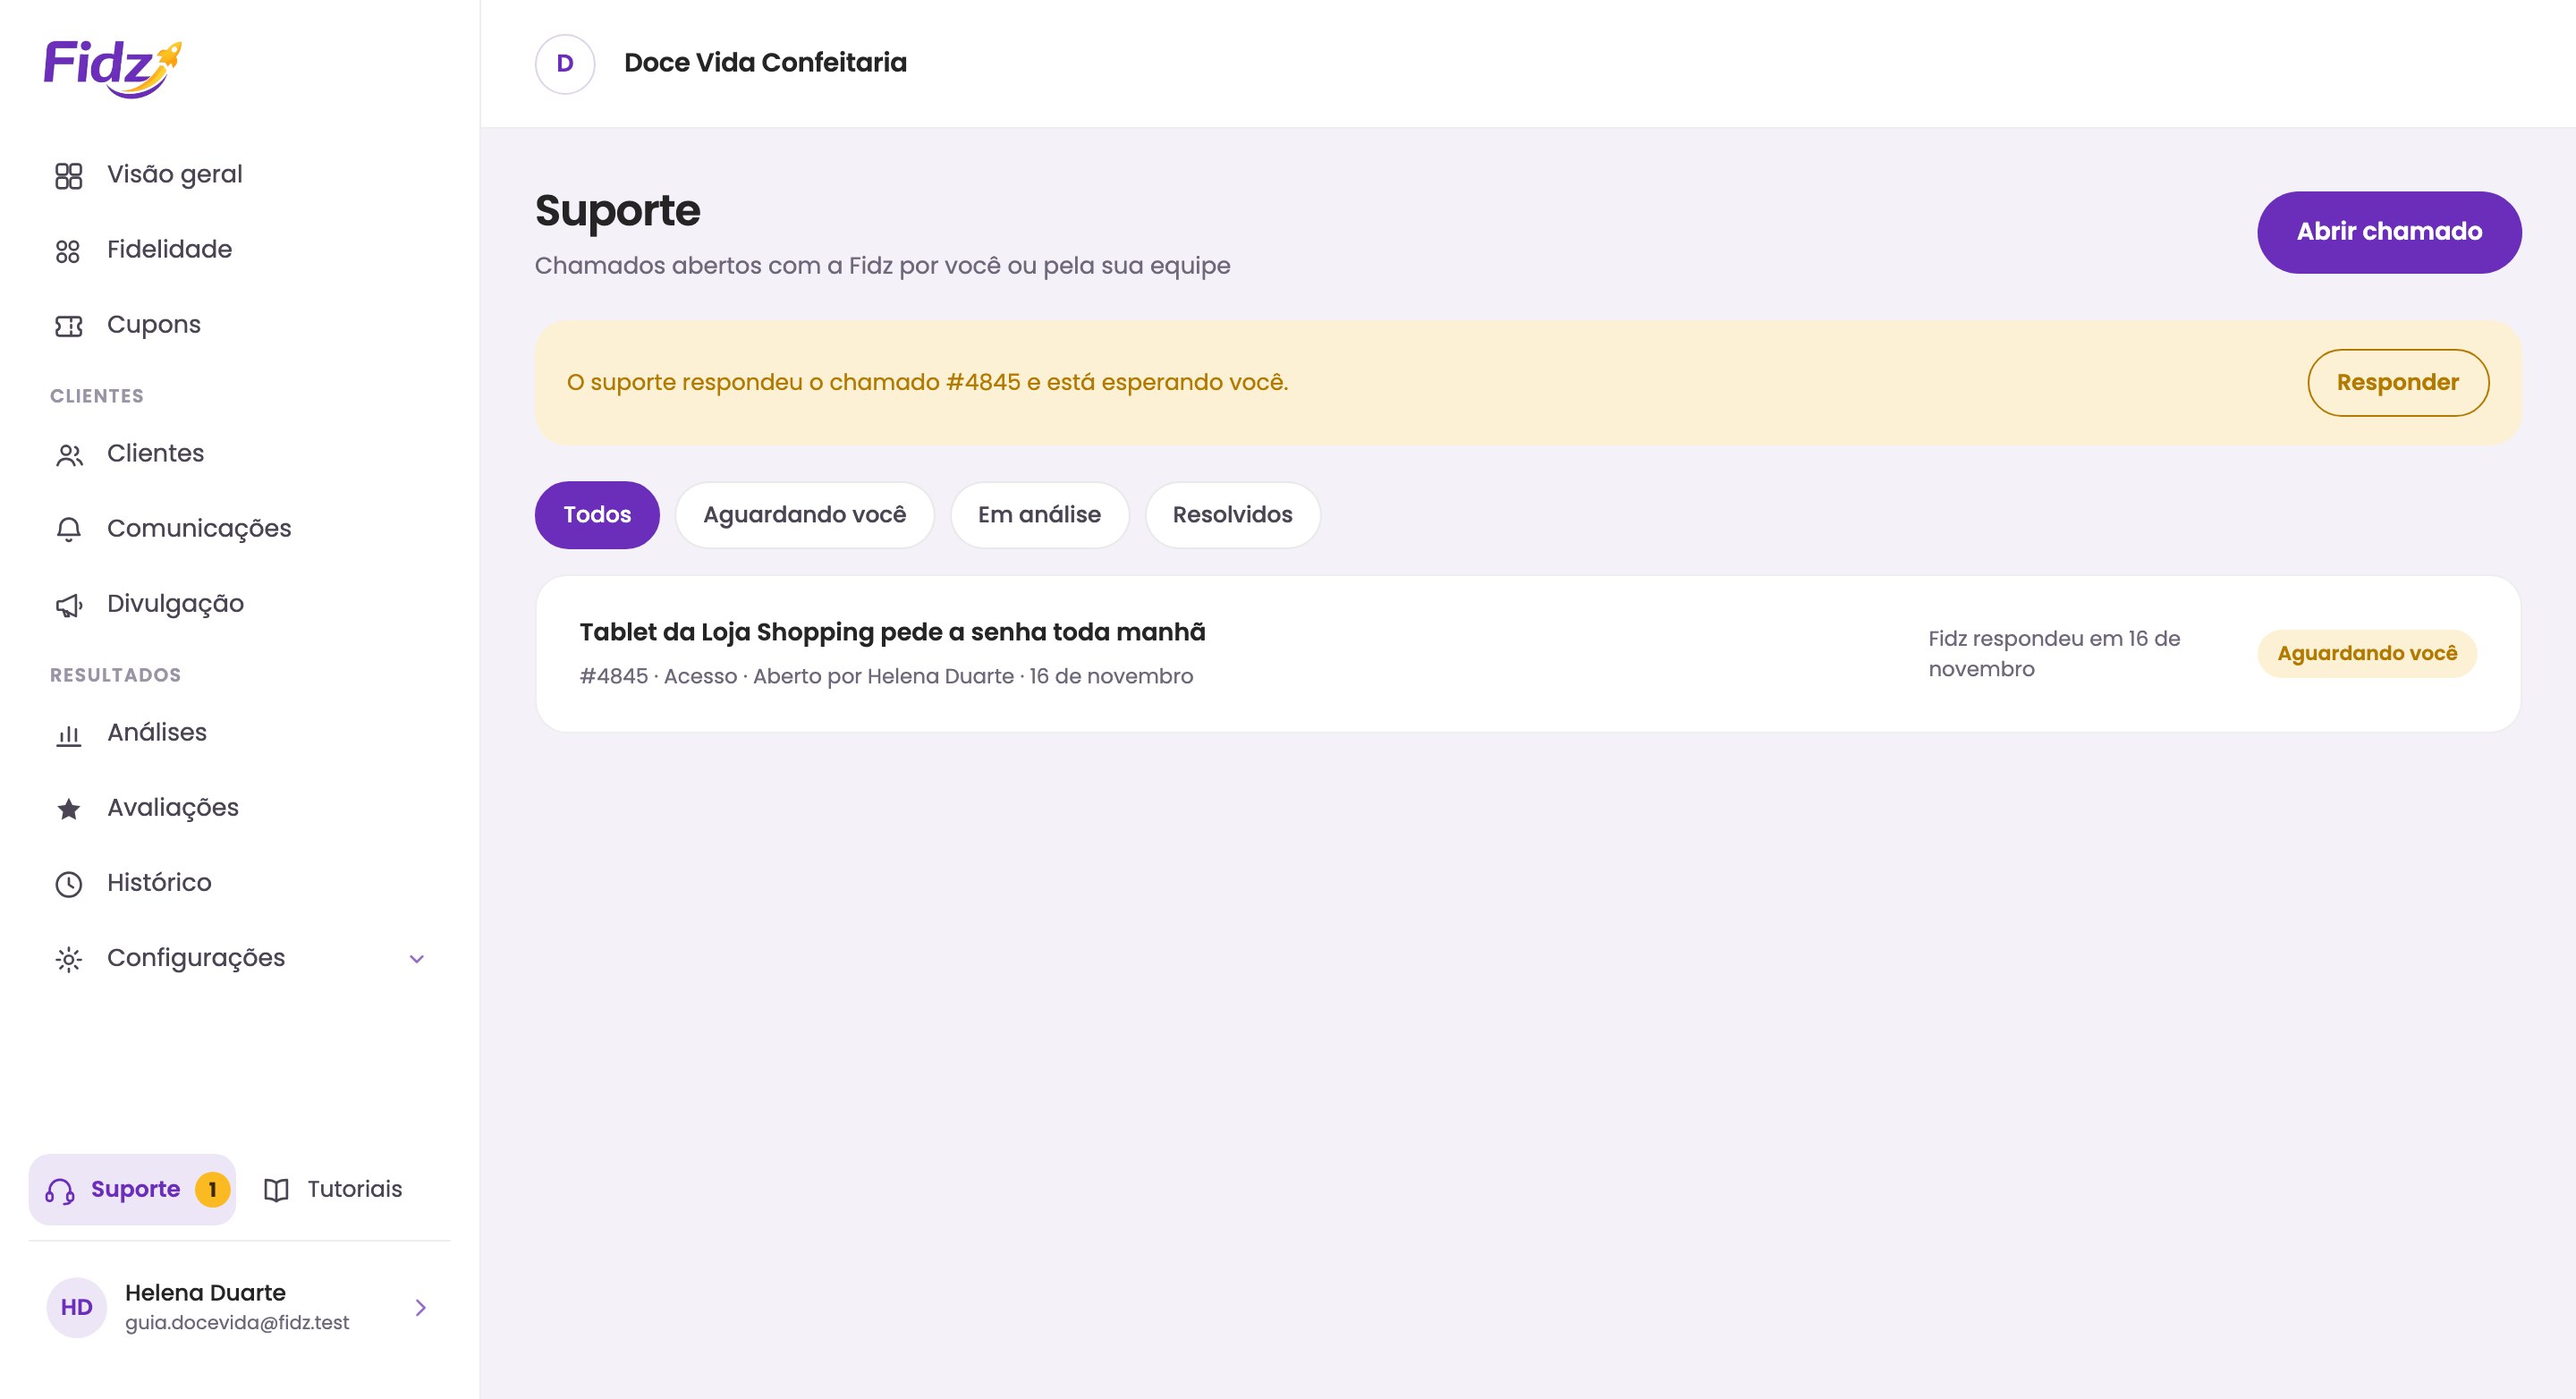 Fidz
Visão geral
Fidelidade
Cupons
CLIENTES
Clientes
Comunicações
Divulgação
RESULTADOS
Análises
Avaliações
Histórico
Configurações
Suporte 1
Tutoriais
HD
Helena Duarte
guia.docevida@fidz.test
D
Doce Vida Confeitaria
Suporte
Chamados abertos com a Fidz por você ou pela sua equipe
Abrir chamado
O suporte respondeu o chamado #4845 e está esperando você.
Responder
Todos
Aguardando você
Em análise
Resolvidos
Tablet da Loja Shopping pede a senha toda manhã
#4845 · Acesso · Aberto por Helena Duarte · 16 de novembro
Fidz respondeu em 16 de
novembro
Aguardando você